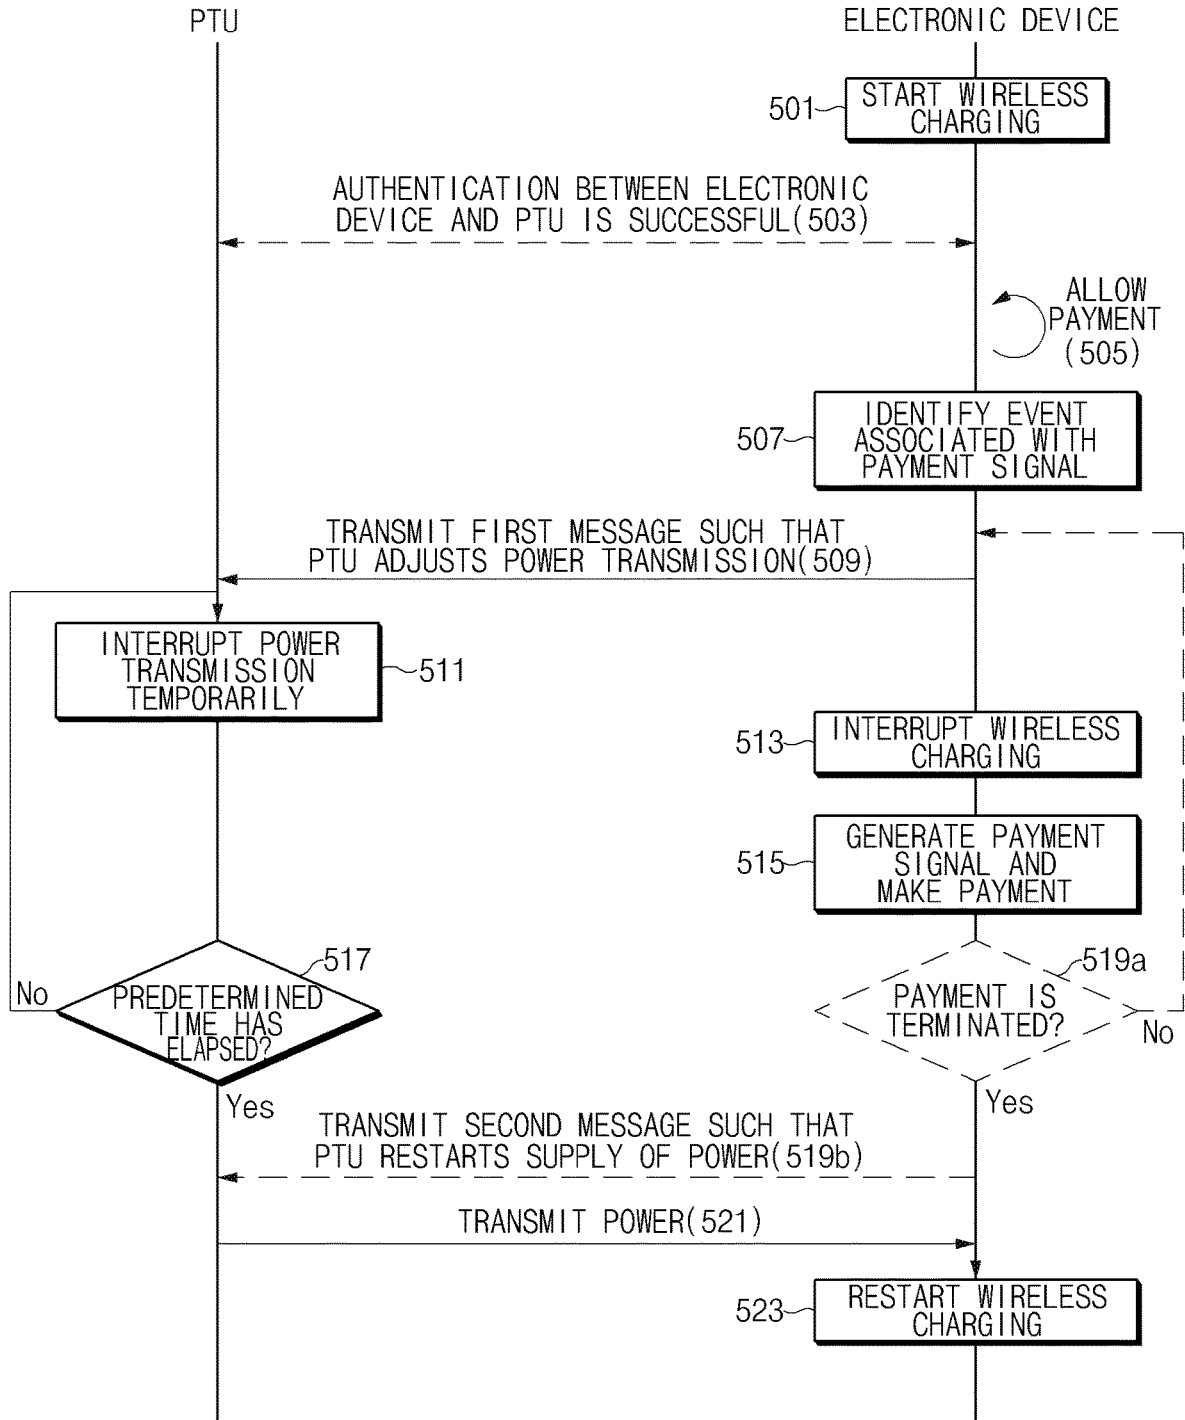 PTU
ELECTRONIC DEVICE
501
START WIRELESS
CHARGING
AUTHENTICATION BETWEEN ELECTRONIC
DEVICE AND PTU IS SUCCESSFUL(503)
ALLOW
PAYMENT
(505)
507
IDENTIFY EVENT
ASSOCIATED WITH
PAYMENT SIGNAL
TRANSMIT FIRST MESSAGE SUCH THAT
PTU ADJUSTS POWER TRANSMISSION(509)
INTERRUPT POWER
TRANSMISSION
TEMPORARILY
511
513
INTERRUPT WIRELESS
CHARGING
515
GENERATE PAYMENT
SIGNAL AND
MAKE PAYMENT
517
No
PREDETERMINED
TIME HAS
ELAPSED?
Yes
519a
PAYMENT IS
TERMINATED?
No
Yes
TRANSMIT SECOND MESSAGE SUCH THAT
PTU RESTARTS SUPPLY OF POWER(519b)
TRANSMIT POWER(521)
523
RESTART WIRELESS
CHARGING